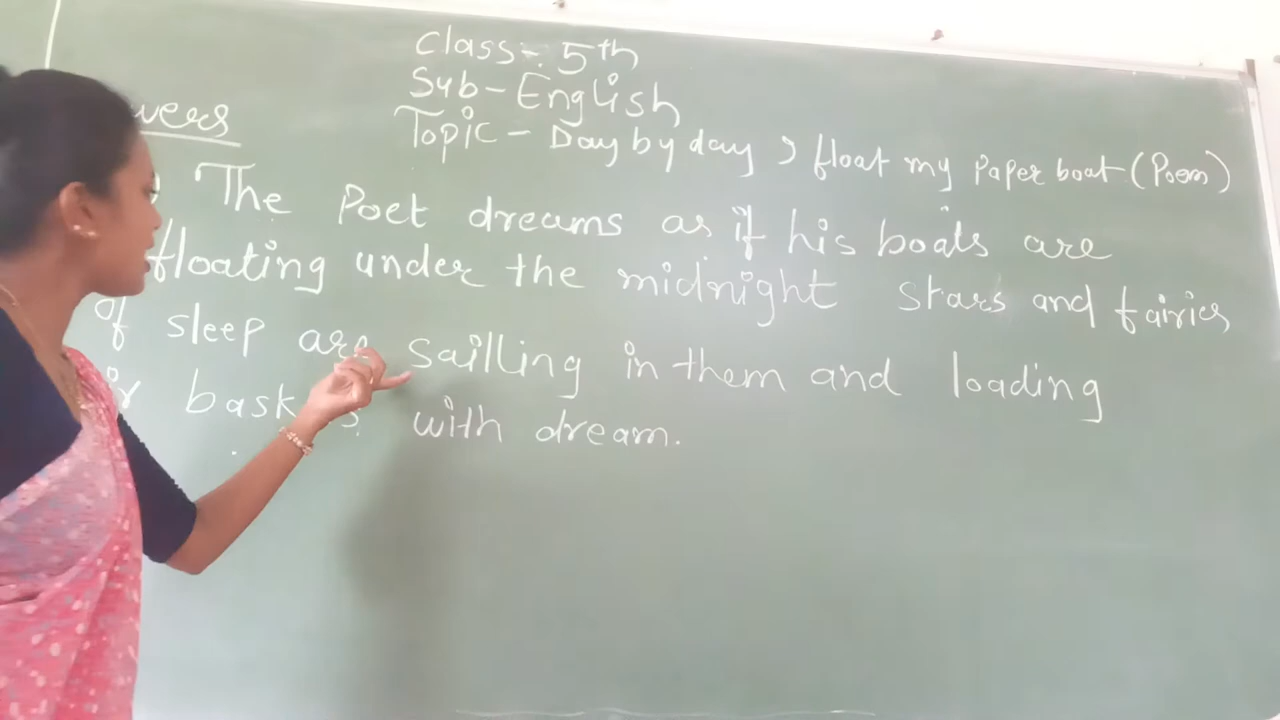 Class:- 5th
Sub - English
Topic - Day by day I float my Paper boat (Poem)
The Poet dreams as if his boats are
floating under the midnight stars and fairies
of sleep are sailling in them and loading
with dream.